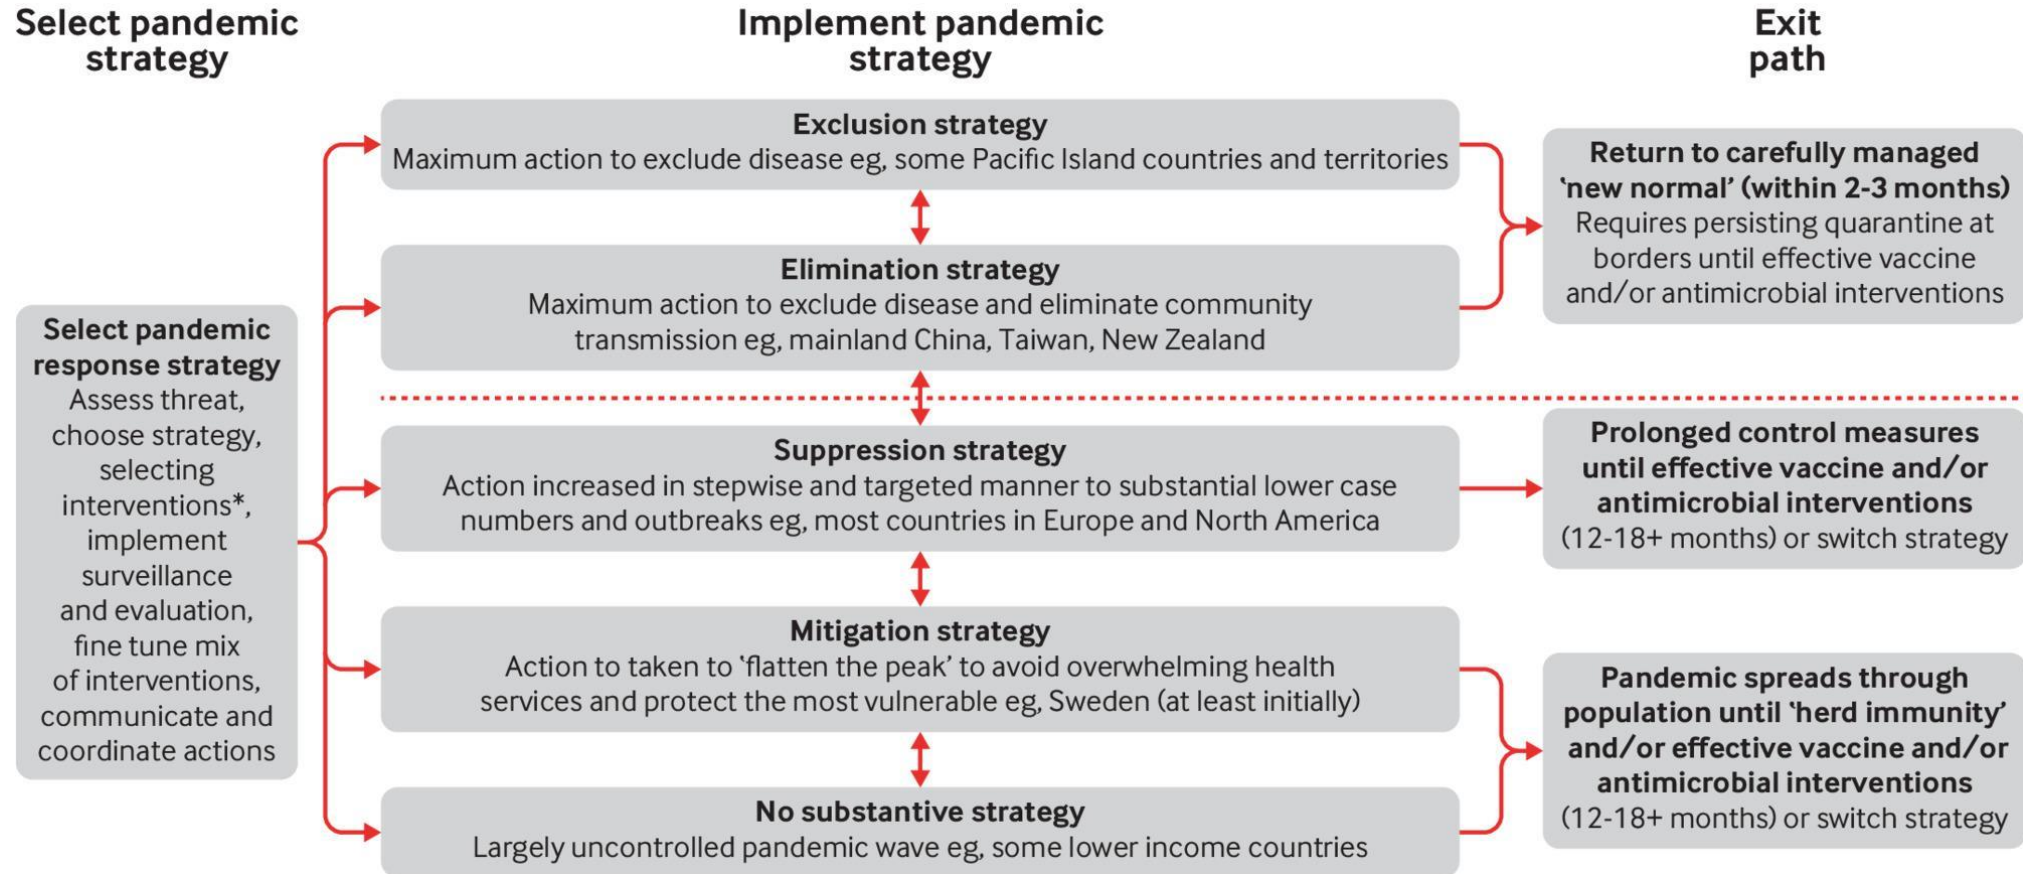 Select pandemic
strategy
Implement pandemic
strategy
Exit
path
Select pandemic
response strategy
Assess threat,
choose strategy,
selecting
interventions*,
implement
surveillance
and evaluation,
fine tune mix
of interventions,
communicate and
coordinate actions
Exclusion strategy
Maximum action to exclude disease eg, some Pacific Island countries and territories
Elimination strategy
Maximum action to exclude disease and eliminate community
transmission eg, mainland China, Taiwan, New Zealand
Suppression strategy
Action increased in stepwise and targeted manner to substantial lower case
numbers and outbreaks eg, most countries in Europe and North America
Mitigation strategy
Action to taken to ‘flatten the peak’ to avoid overwhelming health
services and protect the most vulnerable eg, Sweden (at least initially)
No substantive strategy
Largely uncontrolled pandemic wave eg, some lower income countries
Return to carefully managed
‘new normal’ (within 2-3 months)
Requires persisting quarantine at
borders until effective vaccine
and/or antimicrobial interventions
Prolonged control measures
until effective vaccine and/or
antimicrobial interventions
(12-18+ months) or switch strategy
Pandemic spreads through
population until ‘herd immunity’
and/or effective vaccine and/or
antimicrobial interventions
(12-18+ months) or switch strategy